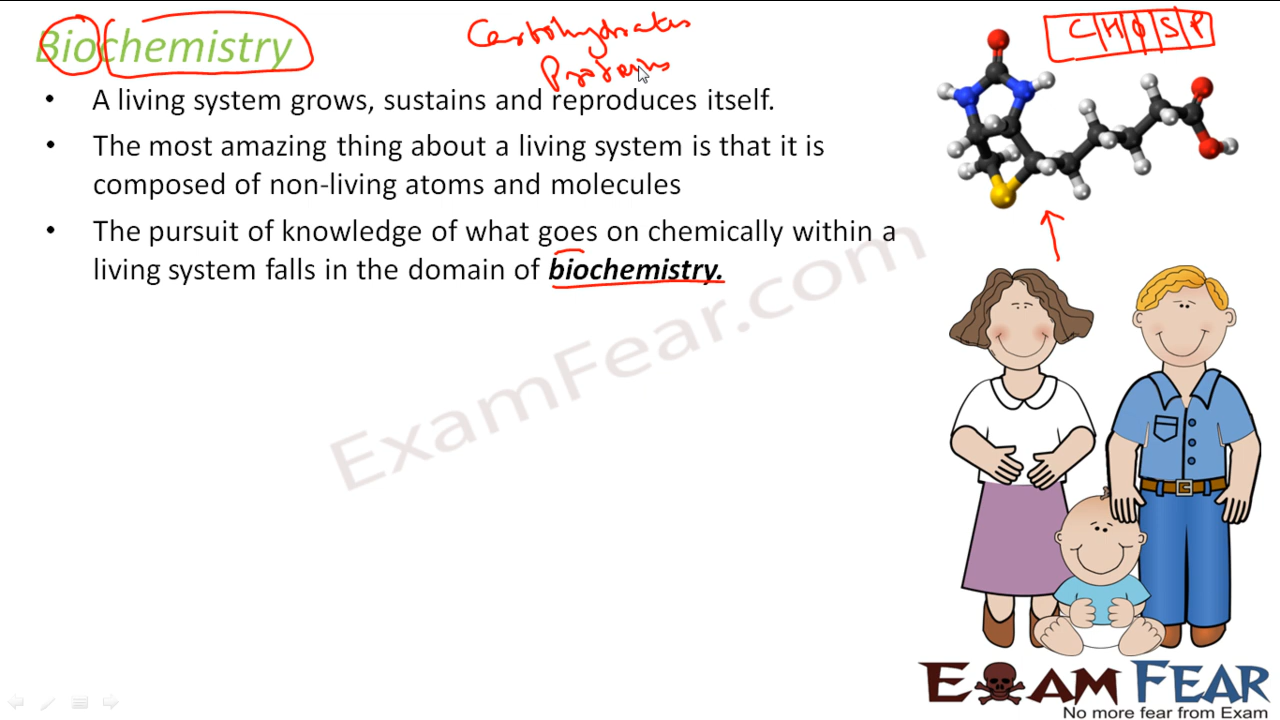 Biochemistry
Carbohydrates
Proteins
C H O S P
• A living system grows, sustains and reproduces itself.
• The most amazing thing about a living system is that it is
composed of non-living atoms and molecules
• The pursuit of knowledge of what goes on chemically within a
living system falls in the domain of biochemistry.
ExamFear.com
EXAM FEAR
No more fear from Exam